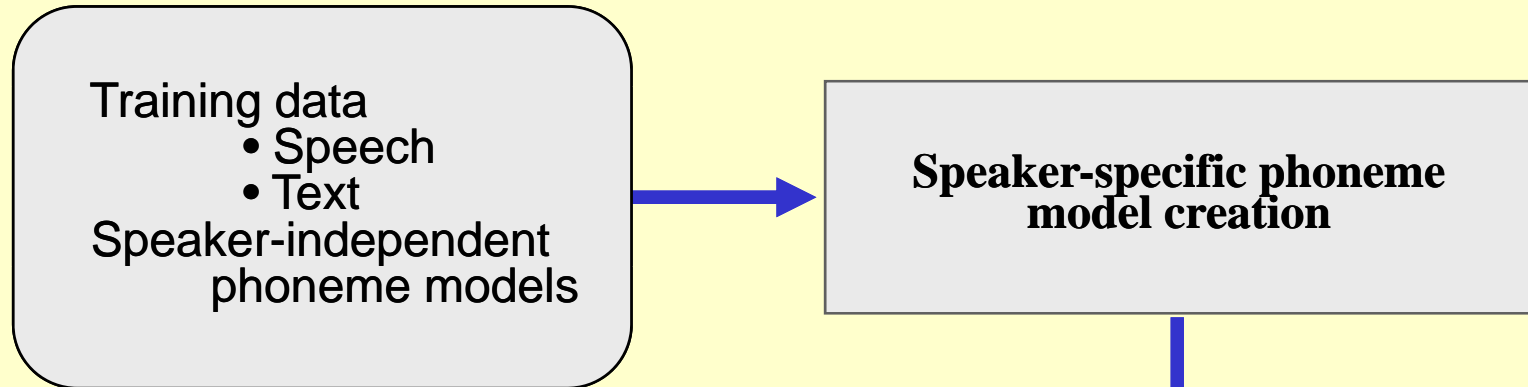 Training data
• Speech
• Text
Speaker-independent
phoneme models
Speaker-specific phoneme
model creation